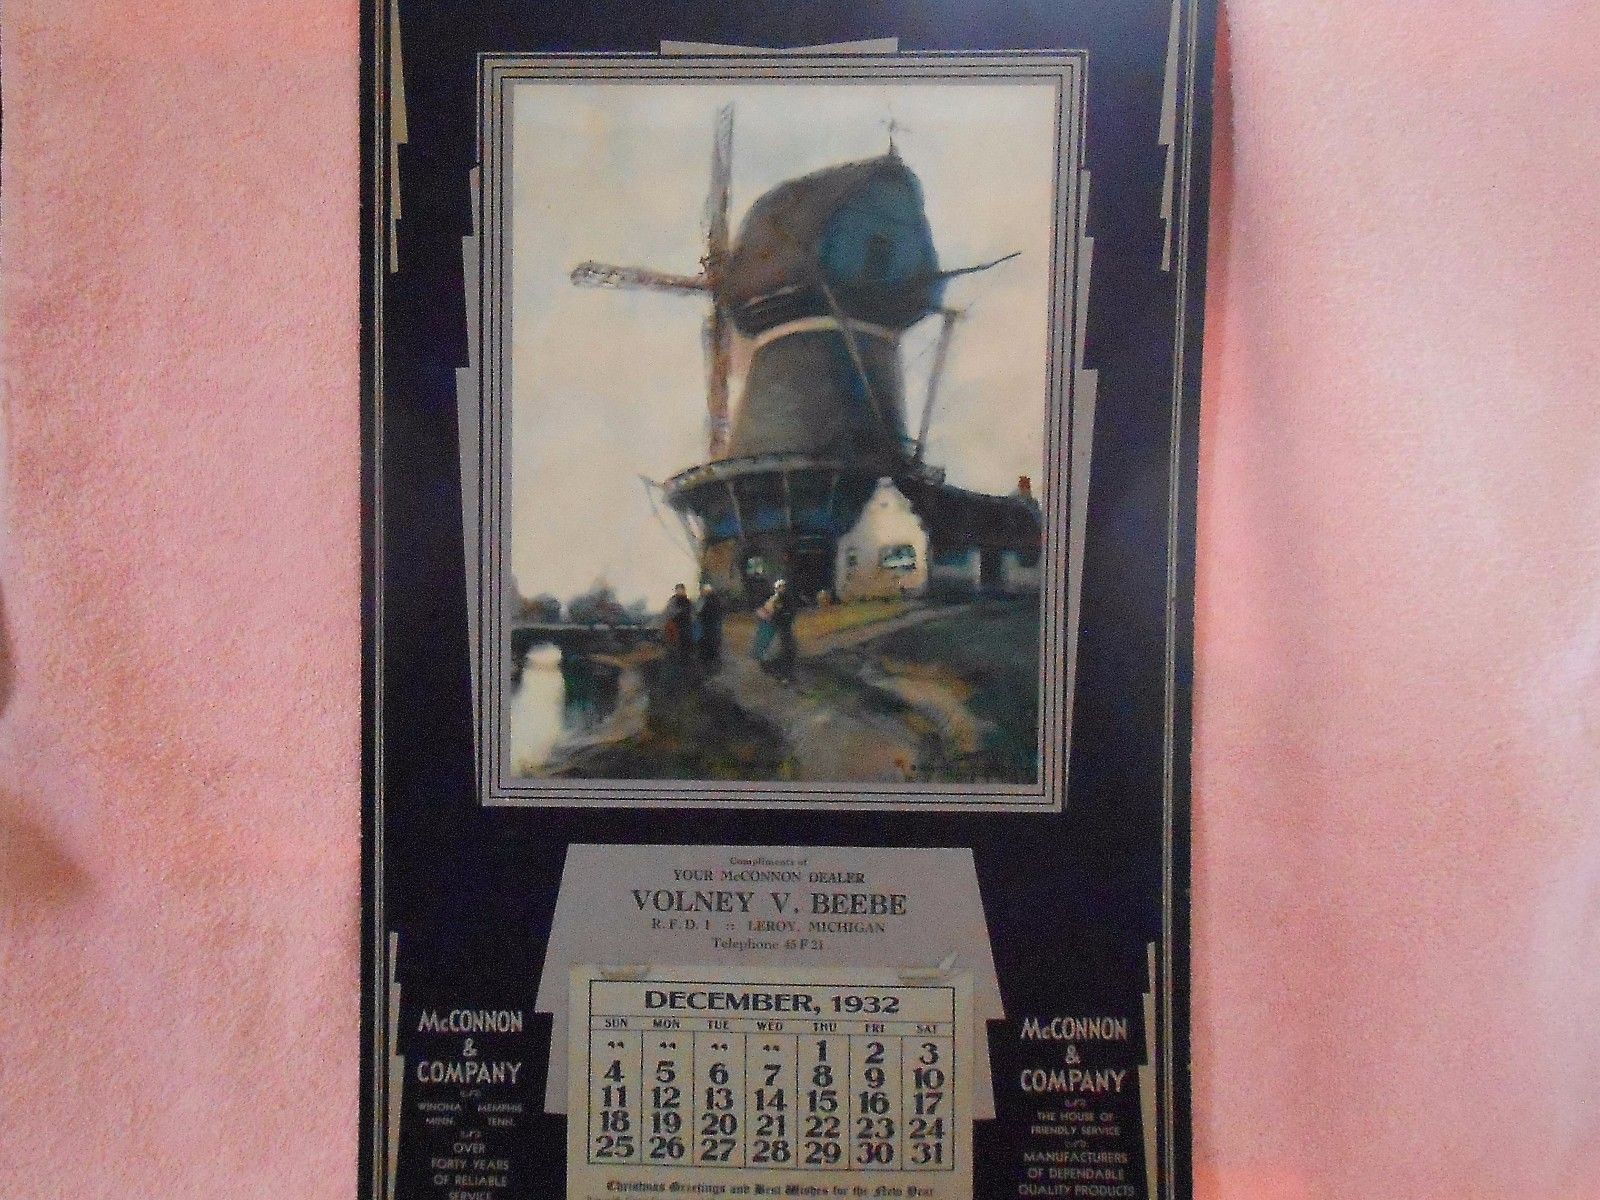 Compliments of
YOUR McCONNON DEALER
VOLNEY V. BEEBE
R. F. D. 1 :: LEROY, MICHIGAN
Telephone 45 F 21
DECEMBER, 1932
SUN MON TUE WED THU FRI SAT
1 2 3
4 5 6 7 8 9 10
11 12 13 14 15 16 17
18 19 20 21 22 23 24
25 26 27 28 29 30 31
Christmas Greetings and Best Wishes for the New Year
McCONNON
&
COMPANY
WINONA MEMPHIS
MINN. TENN.
OVER
FORTY YEARS
OF RELIABLE
SERVICE
McCONNON
&
COMPANY
THE HOUSE OF
FRIENDLY SERVICE
MANUFACTURERS
OF DEPENDABLE
QUALITY PRODUCTS